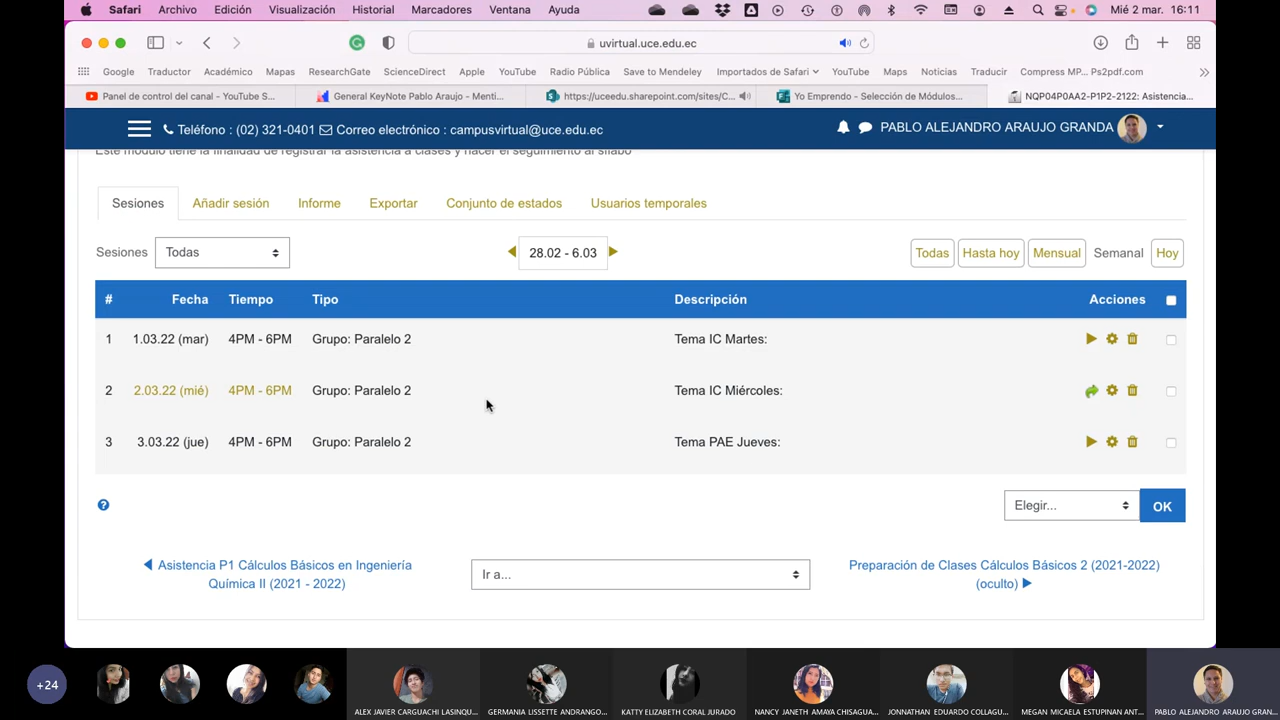 Safari Archivo Edición Visualización Historial Marcadores Ventana Ayuda Mié 2 mar. 16:11
uvirtual.uce.edu.ec
Google Traductor Académico Mapas ResearchGate ScienceDirect Apple YouTube Radio Pública Save to Mendeley Importados de Safari YouTube Maps Noticias Traducir Compress MP... Ps2pdf.com
Panel de control del canal - YouTube S... General KeyNote Pablo Araujo - Menti... https://uceedu.sharepoint.com/sites/C... Yo Emprendo - Selección de Módulos... NQP04P0AA2-P1P2-2122: Asistencia...
Teléfono : (02) 321-0401 Correo electrónico : campusvirtual@uce.edu.ec PABLO ALEJANDRO ARAUJO GRANDA
Este módulo tiene la finalidad de registrar la asistencia a clases y hacer el seguimiento al sílabo
Sesiones Añadir sesión Informe Exportar Conjunto de estados Usuarios temporales
Sesiones Todas 28.02 - 6.03 Todas Hasta hoy Mensual Semanal Hoy
# Fecha Tiempo Tipo Descripción Acciones
1 1.03.22 (mar) 4PM - 6PM Grupo: Paralelo 2 Tema IC Martes:
2 2.03.22 (mié) 4PM - 6PM Grupo: Paralelo 2 Tema IC Miércoles:
3 3.03.22 (jue) 4PM - 6PM Grupo: Paralelo 2 Tema PAE Jueves:
? Elegir... OK
Asistencia P1 Cálculos Básicos en Ingeniería
Química II (2021 - 2022)
Ir a...
Preparación de Clases Cálculos Básicos 2 (2021-2022)
(oculto)
+24
ALEX JAVIER CARGUACHI LASINQU... GERMANIA LISSETTE ANDRANGO... KATTY ELIZABETH CORAL JURADO NANCY JANETH AMAYA CHISAGUA... JONNATHAN EDUARDO COLLAGU... MEGAN MICAELA ESTUPINAN ANT... PABLO ALEJANDRO ARAUJO GRAN...